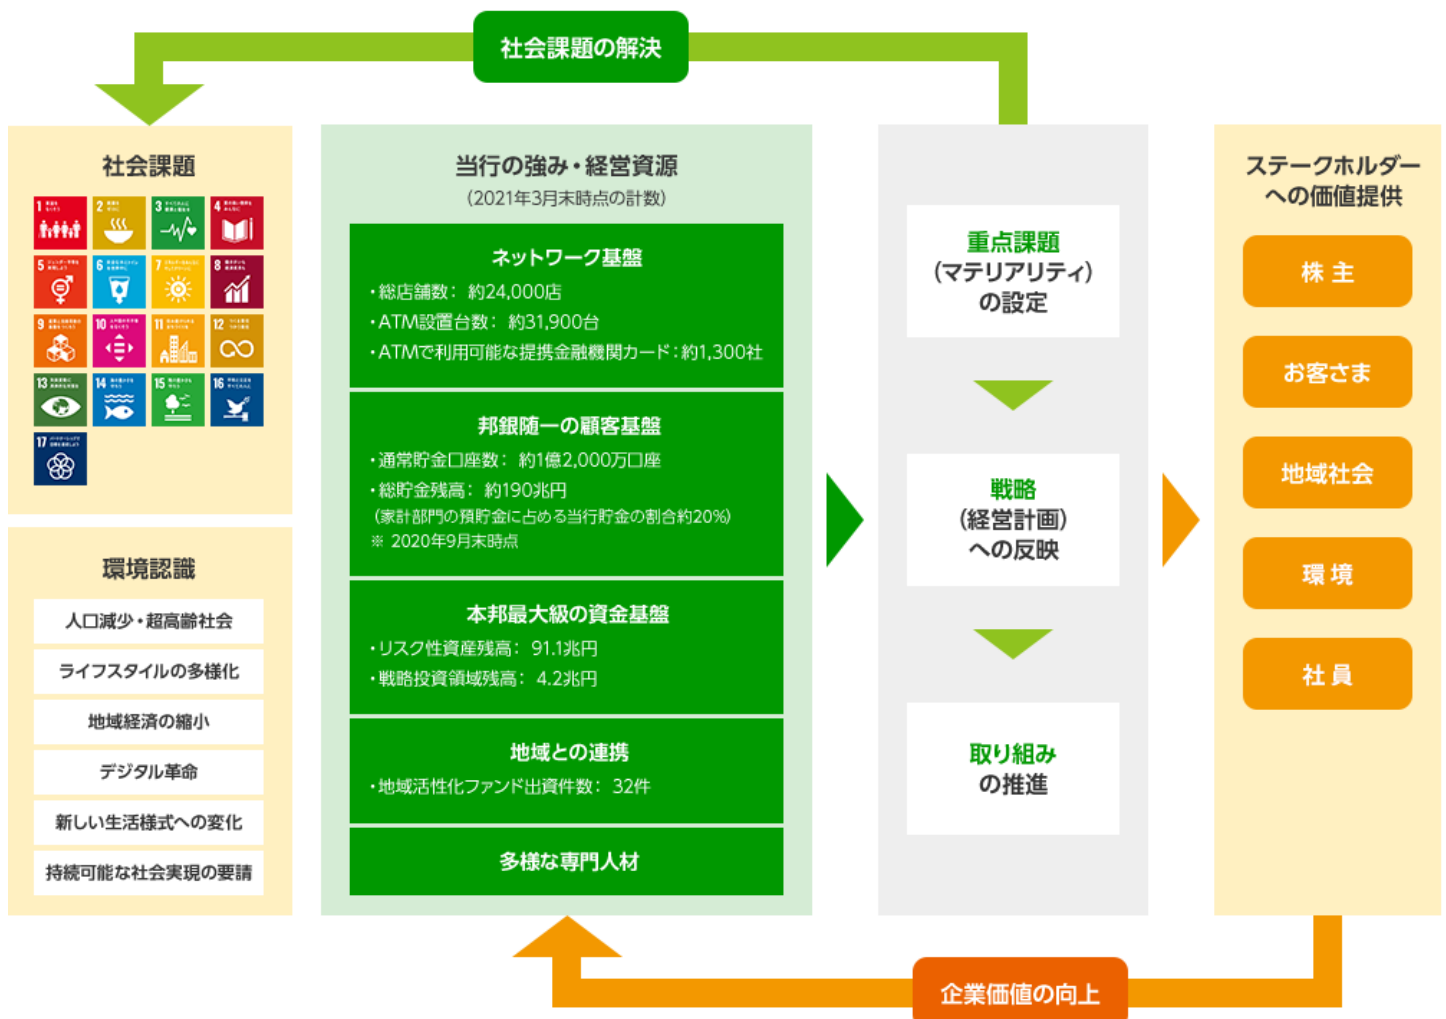 社会課題の解決
社会課題
1
2
3
4
5
6
7
8
9
10
11
12
13
14
15
16
17
環境認識
人口減少・超高齢社会
ライフスタイルの多様化
地域経済の縮小
デジタル革命
新しい生活様式への変化
持続可能な社会実現の要請
当行の強み・経営資源
(2021年3月末時点の計数)
ネットワーク基盤
・総店舗数： 約24,000店
・ATM設置台数： 約31,900台
・ATMで利用可能な提携金融機関カード：約1,300社
邦銀随一の顧客基盤
・通常貯金口座数： 約1億2,000万口座
・総貯金残高： 約190兆円
(家計部門の預貯金に占める当行貯金の割合約20%)
※ 2020年9月末時点
本邦最大級の資金基盤
・リスク性資産残高： 91.1兆円
・戦略投資領域残高： 4.2兆円
地域との連携
・地域活性化ファンド出資件数： 32件
多様な専門人材
重点課題
(マテリアリティ)
の設定
戦略
(経営計画)
への反映
取り組み
の推進
ステークホルダー
への価値提供
株主
お客さま
地域社会
環境
社員
企業価値の向上